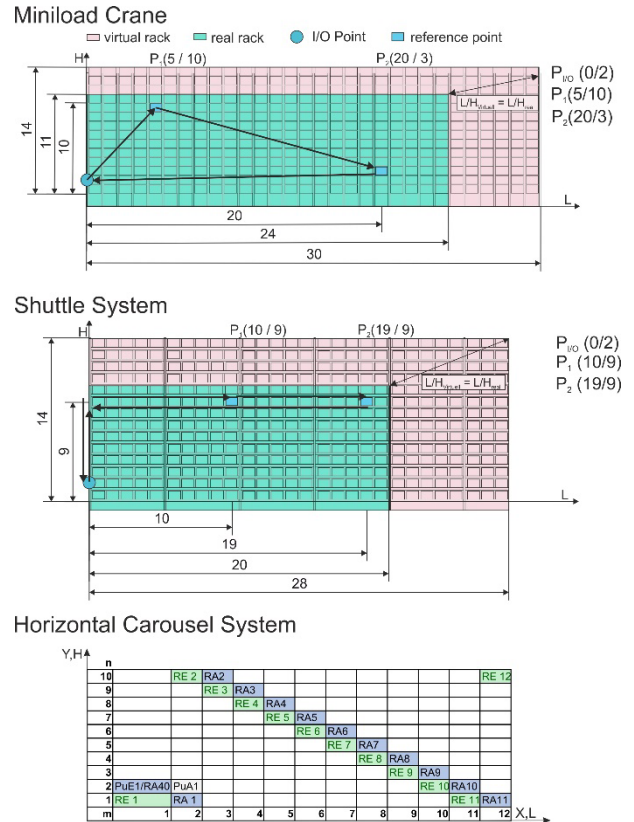 Miniload Crane
virtual rack real rack I/O Point reference point
H P₁(5 / 10) P₂(20 / 3)
P_I/O (0/2)
P₁(5/10)
P₂(20/3)
L/H_virtuell = L/H_real
14
11
10
L
20
24
30
Shuttle System
H P₁(10 / 9) P₂(19 / 9)
P_I/O (0/2)
P₁ (10/9)
P₂ (19/9)
L/H_virtuell = L/H_real
14
9
L
10
19
20
28
Horizontal Carousel System
Y,H
n
10 RE 2 RA2 RE 12
9 RE 3 RA3
8 RE 4 RA4
7 RE 5 RA5
6 RE 6 RA6
5 RE 7 RA7
4 RE 8 RA8
3 RE 9 RA9
2 PuE1/RA40 PuA1 RE 10 RA10
1 RE 1 RA 1 RE 11 RA11
m 1 2 3 4 5 6 7 8 9 10 11 12 X,L